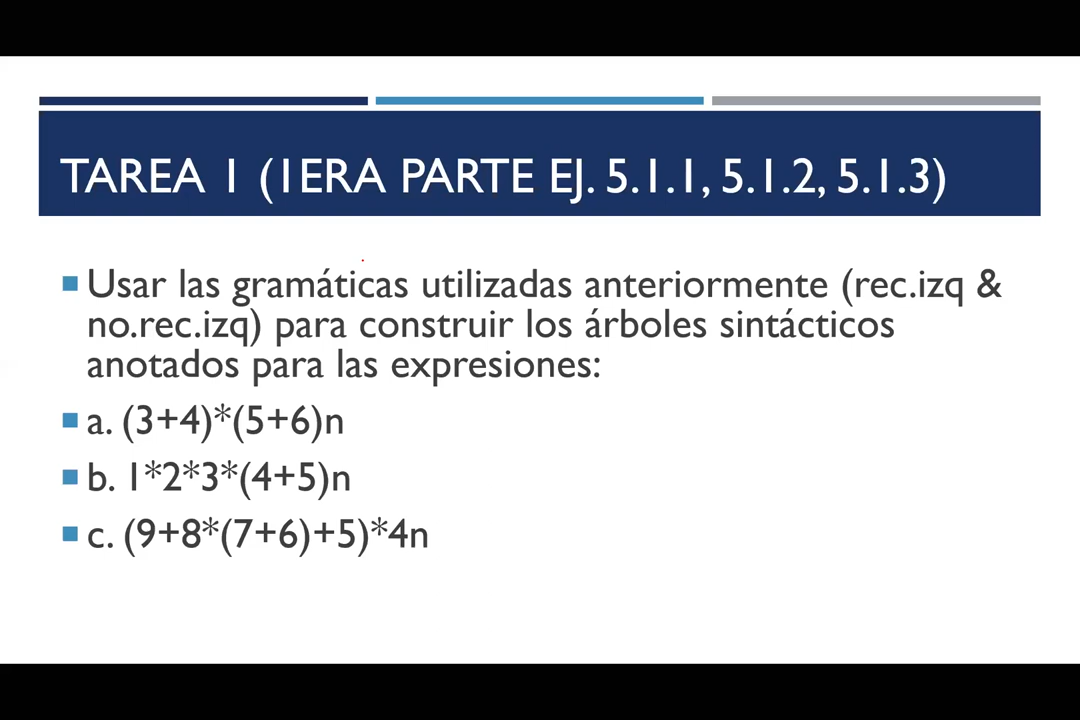 TAREA 1 (1ERA PARTE EJ. 5.1.1, 5.1.2, 5.1.3)
Usar las gramáticas utilizadas anteriormente (rec.izq &
no.rec.izq) para construir los árboles sintácticos
anotados para las expresiones:
a. (3+4)*(5+6)n
b. 1*2*3*(4+5)n
c. (9+8*(7+6)+5)*4n